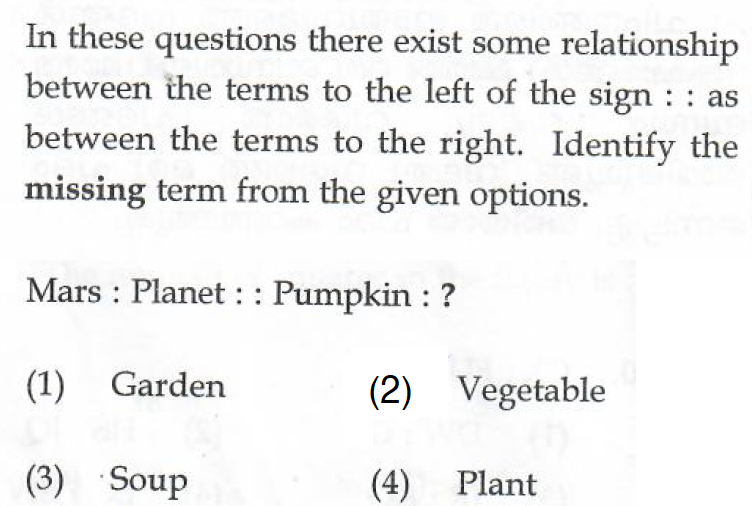 In these questions there exist some relationship
between the terms to the left of the sign : : as
between the terms to the right. Identify the
missing term from the given options.
Mars : Planet : : Pumpkin : ?
(1) Garden (2) Vegetable
(3) Soup (4) Plant